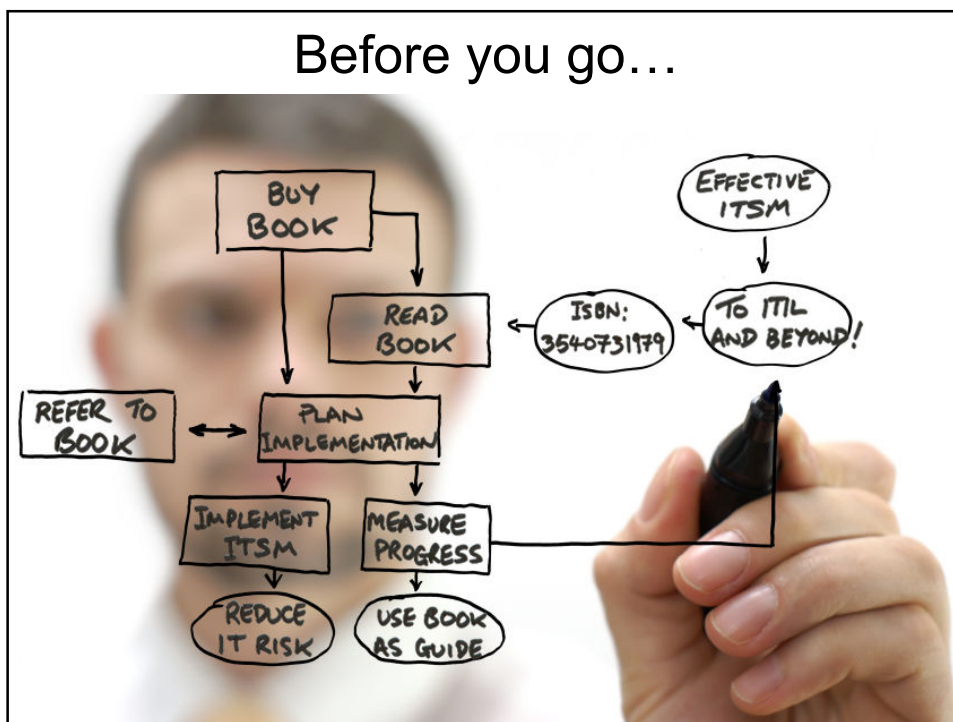 Before you go…
BUY
BOOK
EFFECTIVE
ITSM
READ
BOOK
ISBN:
3540731979
TO ITIL
AND BEYOND!
REFER TO
BOOK
PLAN
IMPLEMENTATION
IMPLEMENT
ITSM
MEASURE
PROGRESS
REDUCE
IT RISK
USE BOOK
AS GUIDE